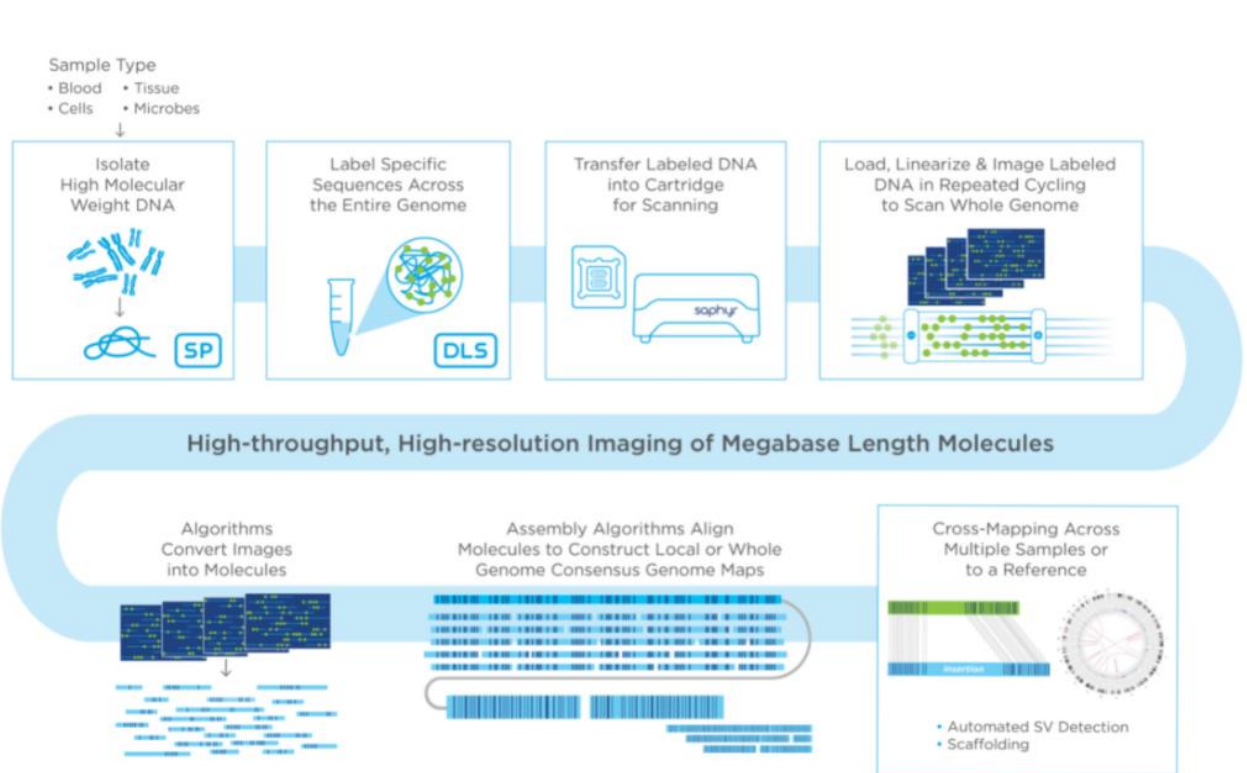 Sample Type
• Blood • Tissue
• Cells • Microbes
Isolate
High Molecular
Weight DNA
SP
Label Specific
Sequences Across
the Entire Genome
DLS
Transfer Labeled DNA
into Cartridge
for Scanning
saphyr
Load, Linearize & Image Labeled
DNA in Repeated Cycling
to Scan Whole Genome
High-throughput, High-resolution Imaging of Megabase Length Molecules
Algorithms
Convert Images
into Molecules
Assembly Algorithms Align
Molecules to Construct Local or Whole
Genome Consensus Genome Maps
Cross-Mapping Across
Multiple Samples or
to a Reference
Insertion
• Automated SV Detection
• Scaffolding